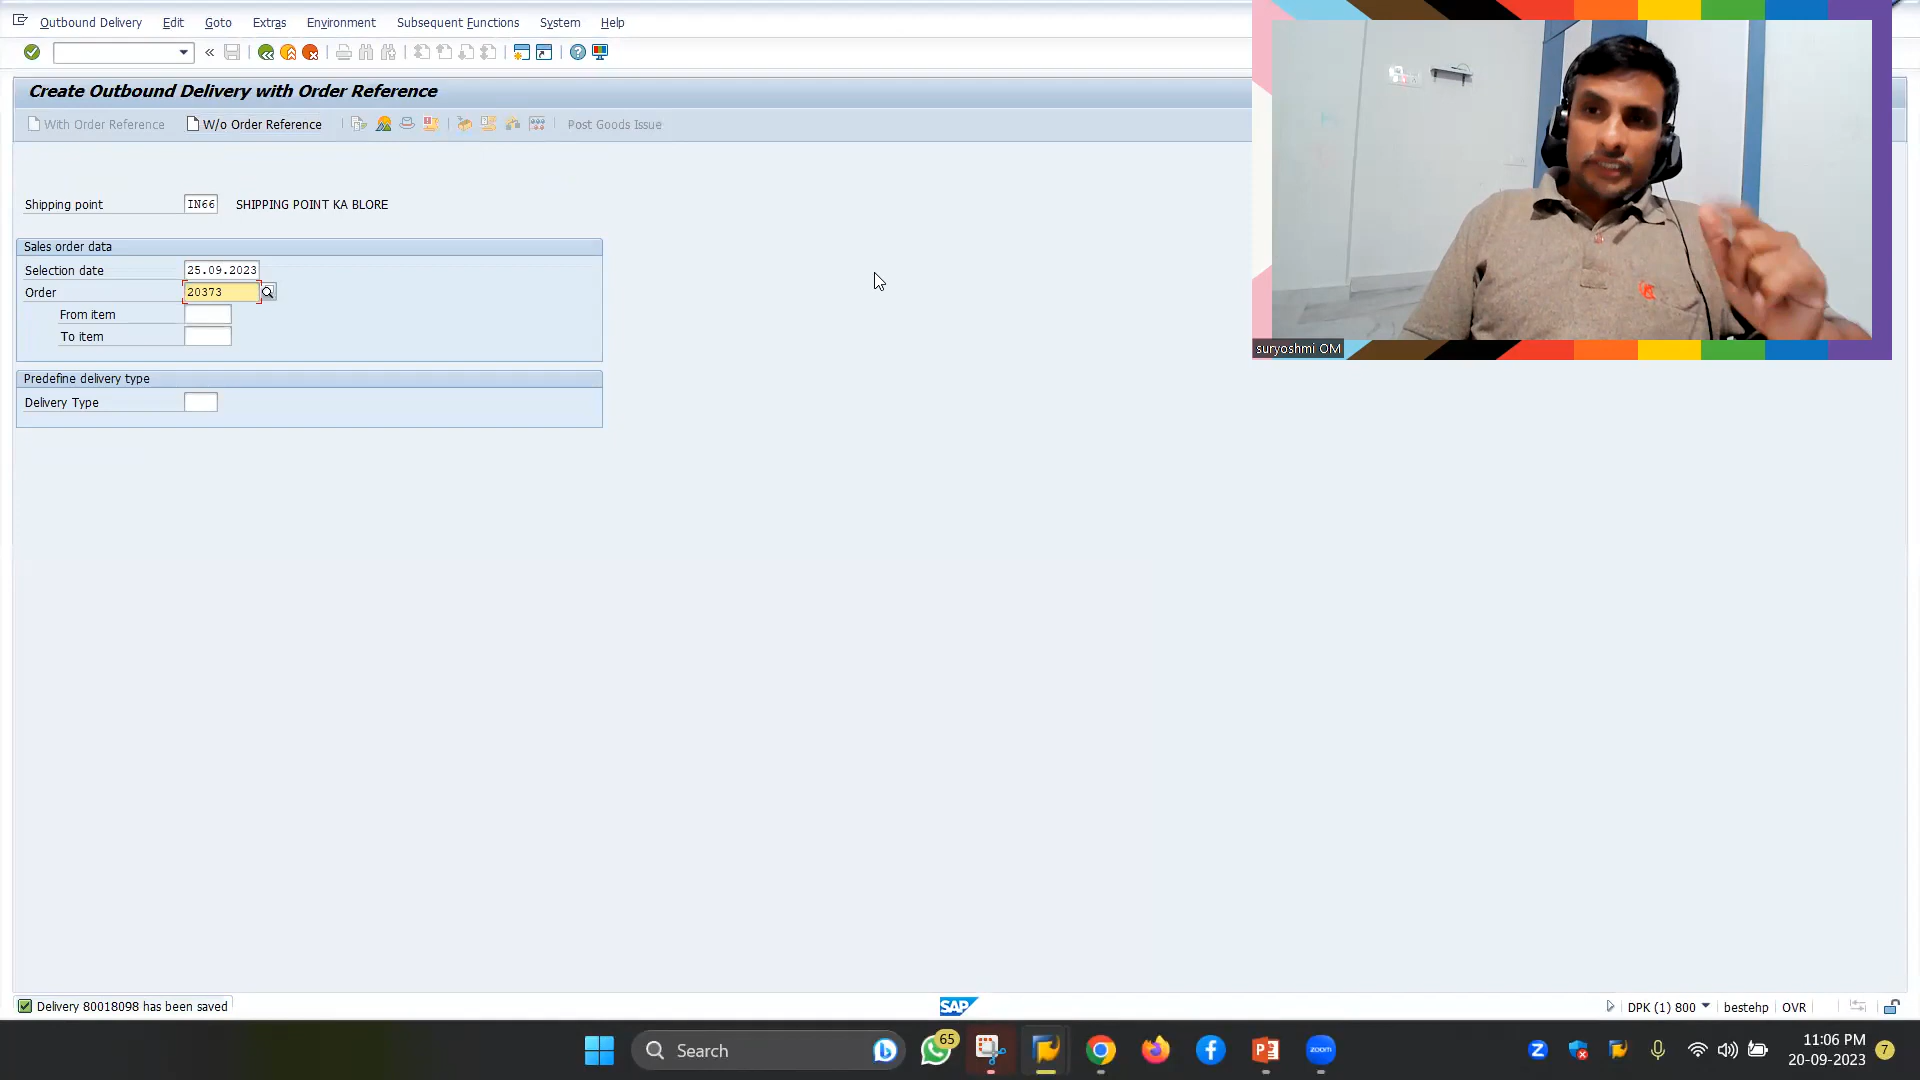 Outbound Delivery Edit Goto Extras Environment Subsequent Functions System Help
Create Outbound Delivery with Order Reference
With Order Reference W/o Order Reference Post Goods Issue
Shipping point IN66 SHIPPING POINT KA BLORE
Sales order data
Selection date 25.09.2023
Order 20373
From item
To item
Predefine delivery type
Delivery Type
suryoshmi OM
Delivery 80018098 has been saved
SAP
DPK (1) 800 bestehp OVR
Search
65
zoom
11:06 PM
20-09-2023
7